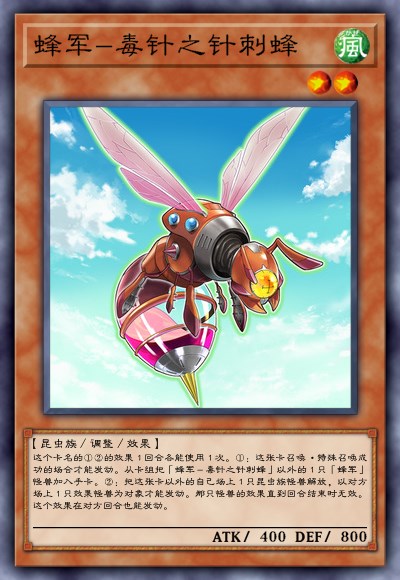 蜂军-毒针之针刺蜂
風
【昆虫族/调整/效果】
这个卡名的①②的效果1回合各能使用1次。①:这张卡召唤·特殊召唤成
功的场合才能发动。从卡组把「蜂军-毒针之针刺蜂」以外的1只「蜂军」
怪兽加入手卡。②:把这张卡以外的自己场上1只昆虫族怪兽解放,以对方
场上1只效果怪兽为对象才能发动。那只怪兽的效果直到回合结束时无效。
这个效果在对方回合也能发动。
ATK/ 400 DEF/ 800